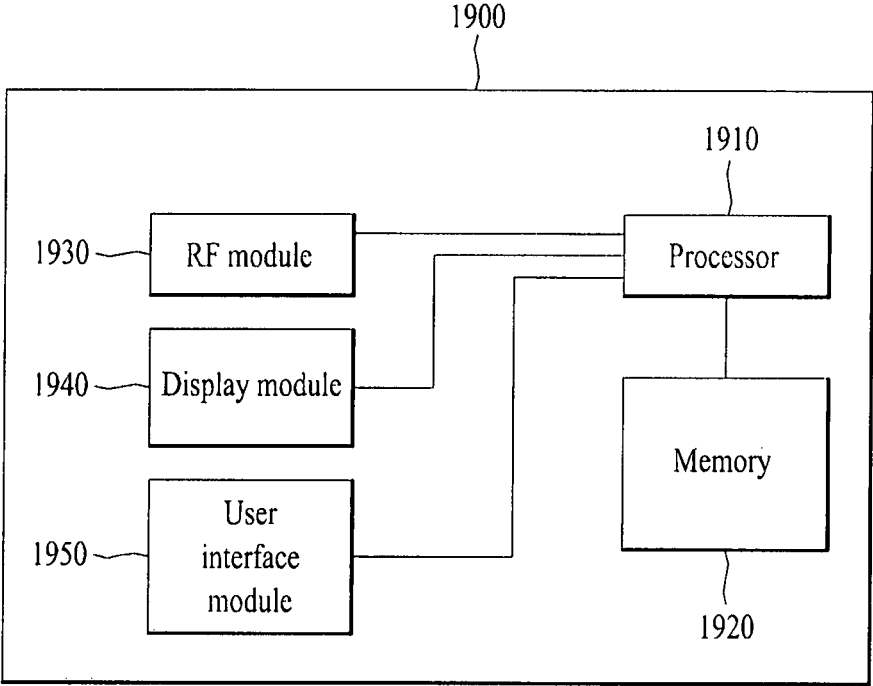 1900
1910
1930
RF module
Processor
1940
Display module
Memory
User
1950
interface
module
1920